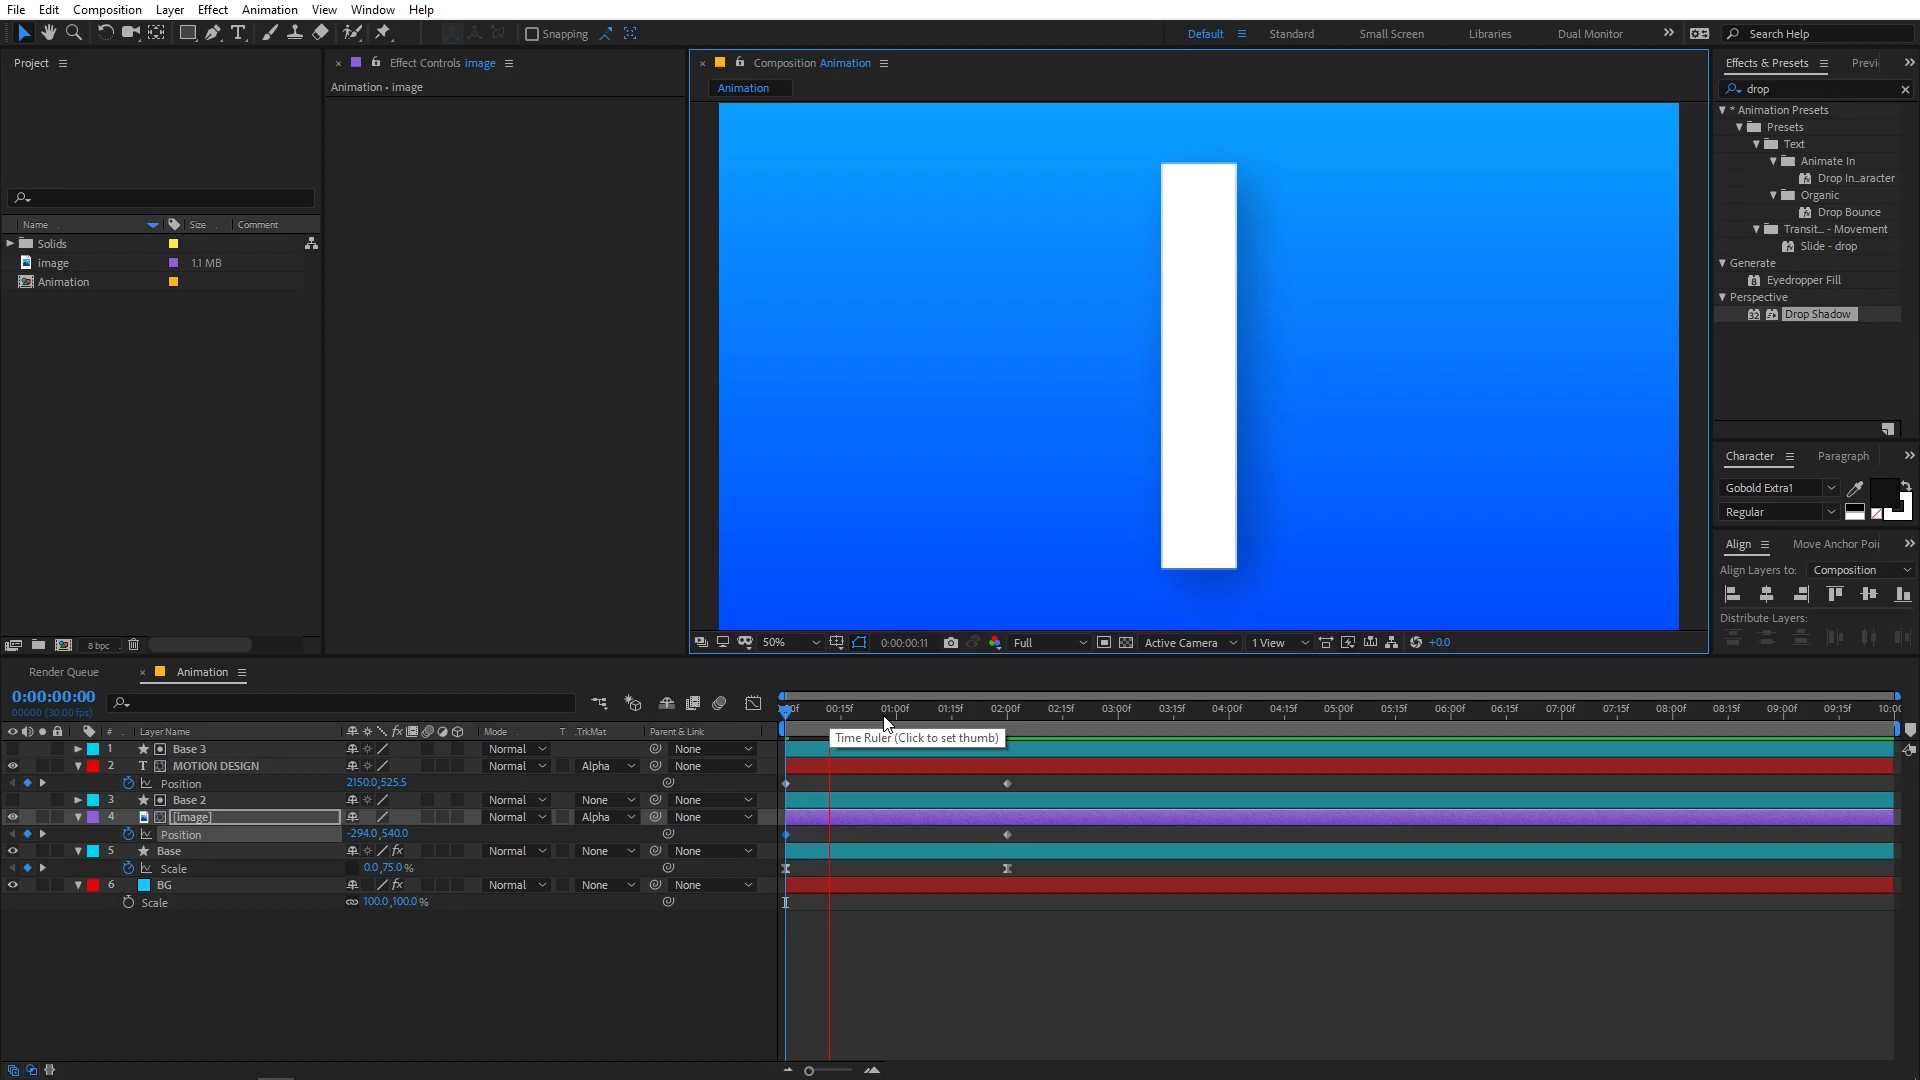 File Edit Composition Layer Effect Animation View Window Help
Snapping Default Standard Small Screen Libraries Dual Monitor Search Help
Project Effect Controls image Composition Animation Effects & Presets
Animation • image Animation drop
* Animation Presets
Presets
Text
Animate In
Drop In...aracter
Organic
Drop Bounce
Transit... - Movement
Slide - drop
Generate
Eyedropper Fill
Perspective
Drop Shadow
Name Size Comment
Solids
image 1.1 MB
Animation
Character Paragraph
Gobold Extra1
Regular
Align
Align Layers to: Composition
Distribute Layers:
8 bpc 50% 0:00:00:11 Full Active Camera 1 View +0.0
Render Queue Animation
0:00:00:00
00000 (30.00 fps)
00:15f 01:00f 01:15f 02:00f 02:15f 03:00f 03:15f 04:00f 04:15f 05:00f 05:15f 06:00f 06:15f 07:00f 07:15f 08:00f 08:15f 09:00f 09:15f
# Layer Name Mode T .TrkMat Parent & Link
Time Ruler (Click to set thumb)
1 Base 3 Normal None
2 MOTION DESIGN Normal Alpha None
Position 2150.0,525.5
3 Base 2 Normal None None
4 [image] Normal Alpha None
Position -294.0,540.0
5 Base Normal None None
Scale 0.0,75.0%
6 BG Normal None None
Scale 100.0,100.0%